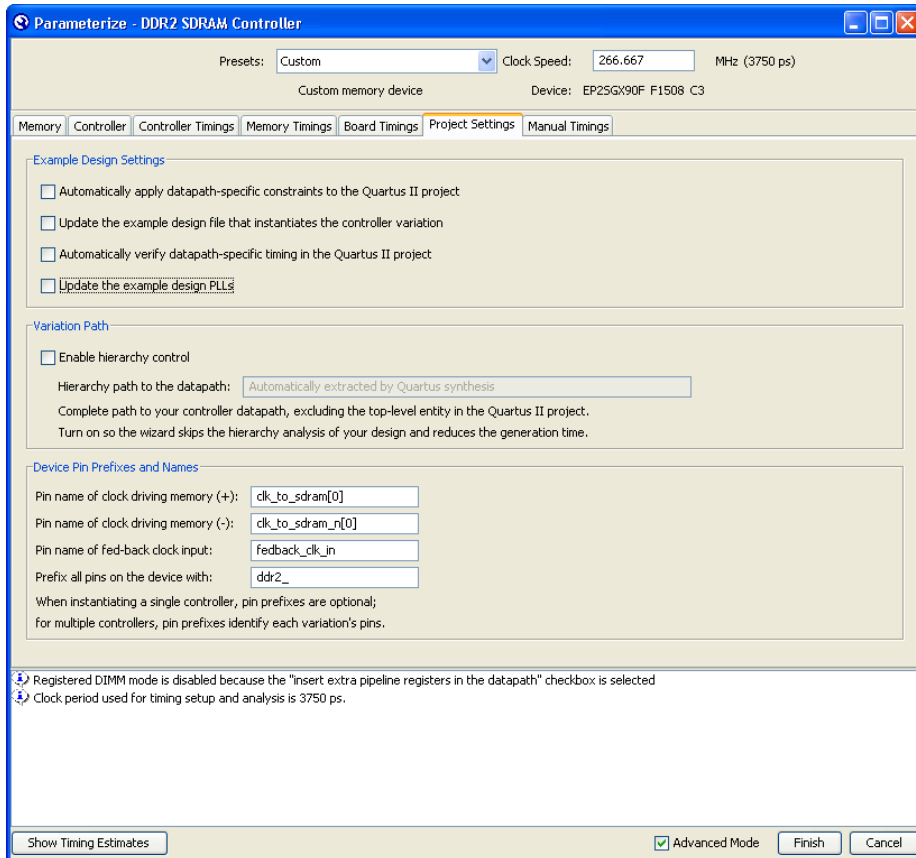 Parameterize - DDR2 SDRAM Controller
Presets: Custom Clock Speed: 266.667 MHz (3750 ps)
Custom memory device Device: EP2SGX90F F1508 C3
Memory Controller Controller Timings Memory Timings Board Timings Project Settings Manual Timings
Example Design Settings
Automatically apply datapath-specific constraints to the Quartus II project
Update the example design file that instantiates the controller variation
Automatically verify datapath-specific timing in the Quartus II project
Update the example design PLLs
Variation Path
Enable hierarchy control
Hierarchy path to the datapath: Automatically extracted by Quartus synthesis
Complete path to your controller datapath, excluding the top-level entity in the Quartus II project.
Turn on so the wizard skips the hierarchy analysis of your design and reduces the generation time.
Device Pin Prefixes and Names
Pin name of clock driving memory (+): clk_to_sdram[0]
Pin name of clock driving memory (-): clk_to_sdram_n[0]
Pin name of fed-back clock input: fedback_clk_in
Prefix all pins on the device with: ddr2_
When instantiating a single controller, pin prefixes are optional;
for multiple controllers, pin prefixes identify each variation's pins.
Registered DIMM mode is disabled because the "insert extra pipeline registers in the datapath" checkbox is selected
Clock period used for timing setup and analysis is 3750 ps.
Show Timing Estimates Advanced Mode Finish Cancel